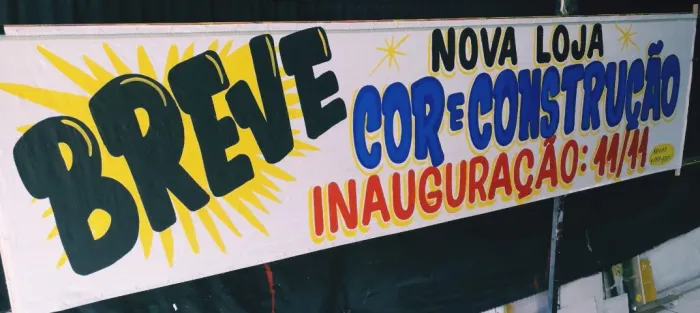 BREVE
NOVA LOJA
COR E CONSTRUÇÃO
INAUGURAÇÃO: 11/11